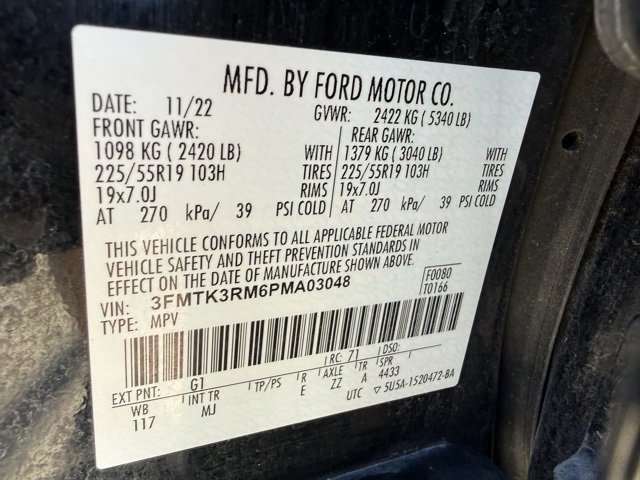 MFD. BY FORD MOTOR CO.
DATE: 11/22 GVWR: 2422 KG ( 5340 LB)
FRONT GAWR: REAR GAWR:
1098 KG ( 2420 LB) WITH 1379 KG ( 3040 LB) WITH
225/55R19 103H TIRES 225/55R19 103H TIRES
19x7.0J RIMS 19x7.0J RIMS
AT 270 kPa/ 39 PSI COLD AT 270 kPa/ 39 PSI COLD
THIS VEHICLE CONFORMS TO ALL APPLICABLE FEDERAL MOTOR
VEHICLE SAFETY AND THEFT PREVENTION STANDARDS IN
EFFECT ON THE DATE OF MANUFACTURE SHOWN ABOVE.
F0080
T0166
VIN: 3FMTK3RM6PMA03048
TYPE: MPV
RC: 71 DSO:
EXT PNT: G1 TP/PS R AXLE TR SPR
WB INT TR E ZZ A 4433
117 MJ UTC ▽ 5U5A-1520472-BA